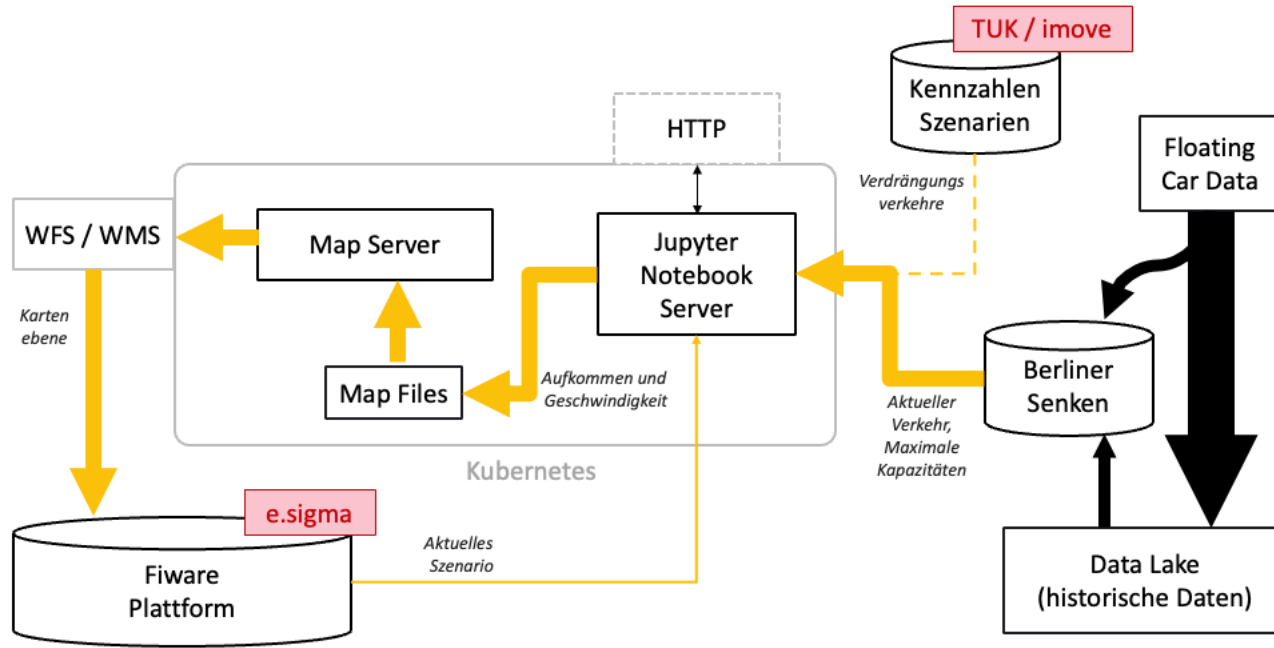 TUK / imove
Kennzahlen
Szenarien
HTTP
Floating
Car Data
Verdrängungs
verkehre
WFS / WMS
Map Server
Jupyter
Notebook
Server
Karten
ebene
Map Files
Aufkommen und
Geschwindigkeit
Berliner
Senken
Aktueller
Verkehr,
Maximale
Kapazitäten
Kubernetes
e.sigma
Aktuelles
Szenario
Fiware
Plattform
Data Lake
(historische Daten)